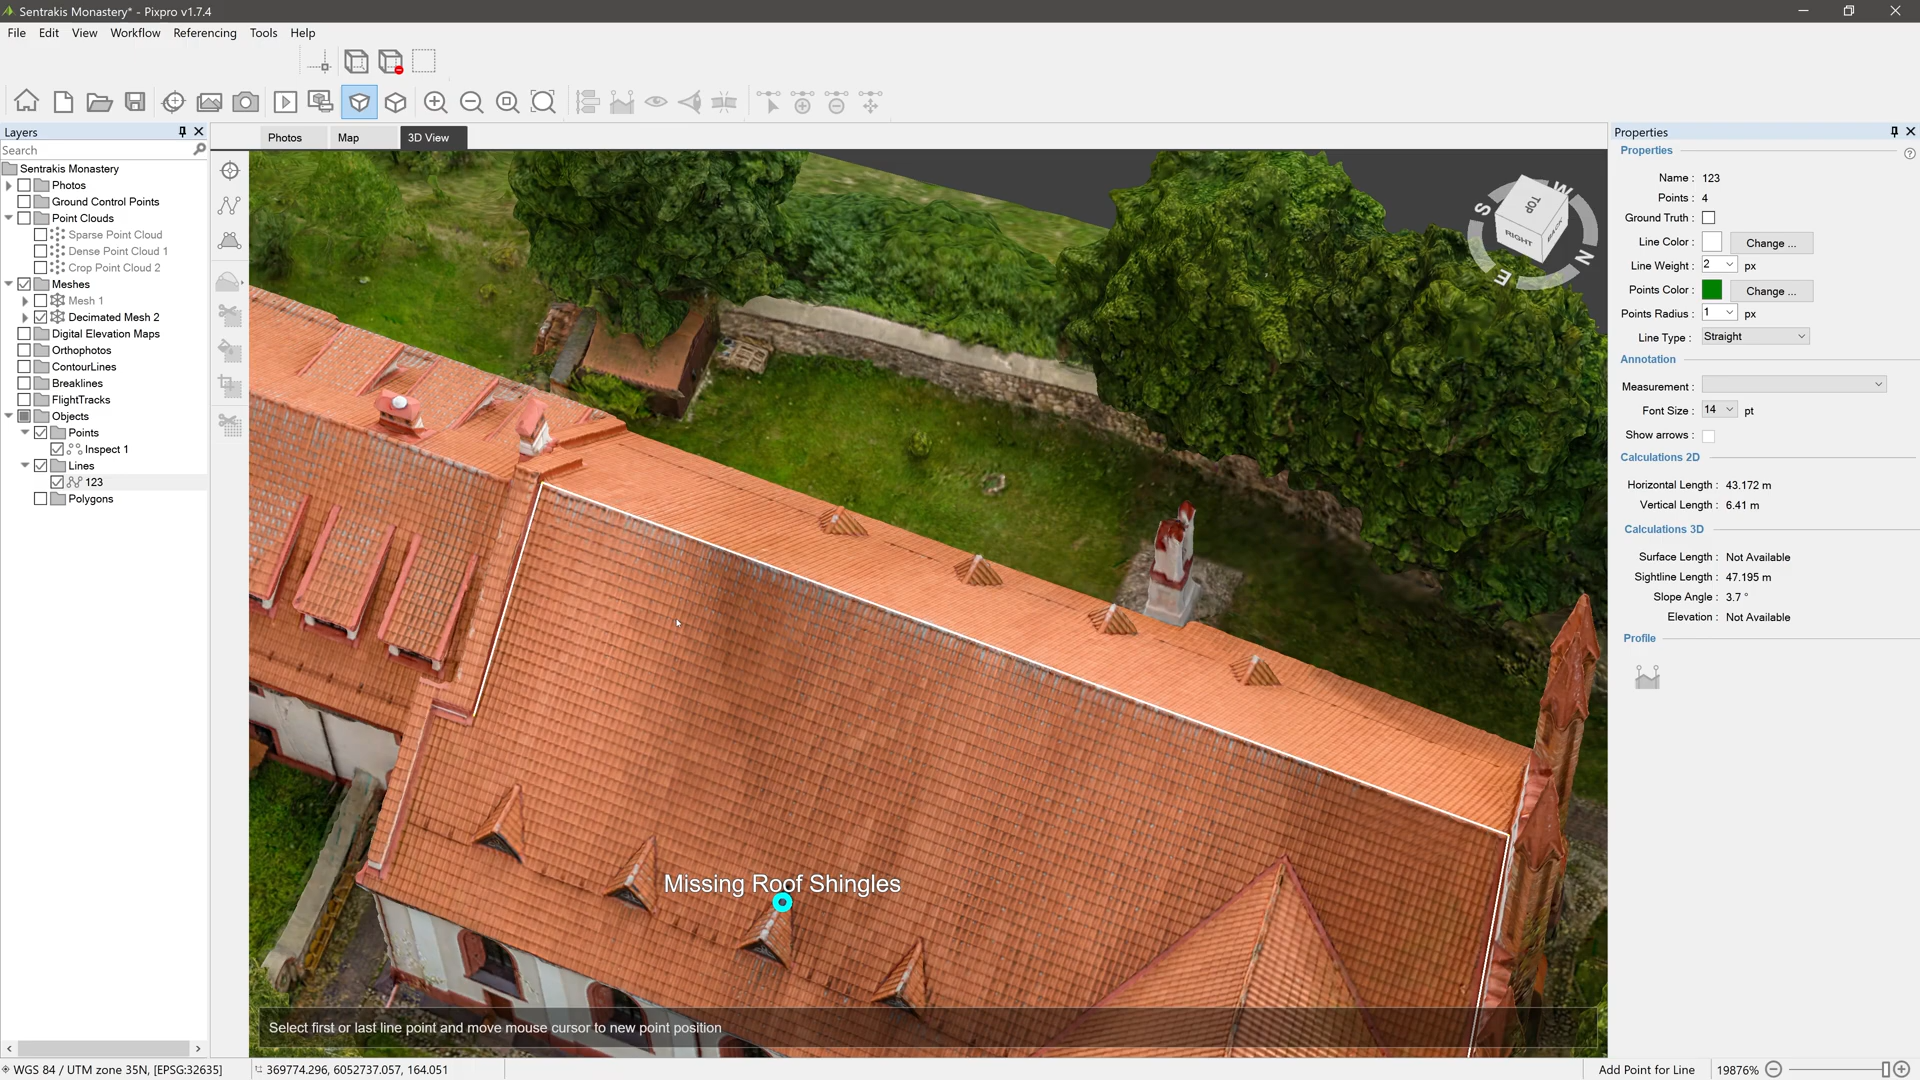 Sentrakis Monastery* - Pixpro v1.7.4
File Edit View Workflow Referencing Tools Help
Layers
Search
Sentrakis Monastery
Photos
Ground Control Points
Point Clouds
Sparse Point Cloud
Dense Point Cloud 1
Crop Point Cloud 2
Meshes
Mesh 1
Decimated Mesh 2
Digital Elevation Maps
Orthophotos
ContourLines
Breaklines
FlightTracks
Objects
Points
Inspect 1
Lines
123
Polygons
Photos Map 3D View
W
S
TOP
RIGHT
BACK
N
E
Missing Roof Shingles
Select first or last line point and move mouse cursor to new point position
Properties
Properties
Name : 123
Points : 4
Ground Truth :
Line Color : Change ...
Line Weight : 2 px
Points Color : Change ...
Points Radius : 1 px
Line Type : Straight
Annotation
Measurement :
Font Size : 14 pt
Show arrows :
Calculations 2D
Horizontal Length : 43.172 m
Vertical Length : 6.41 m
Calculations 3D
Surface Length : Not Available
Sightline Length : 47.195 m
Slope Angle : 3.7 °
Elevation : Not Available
Profile
WGS 84 / UTM zone 35N, [EPSG:32635] 369774.296, 6052737.057, 164.051 Add Point for Line 19876%